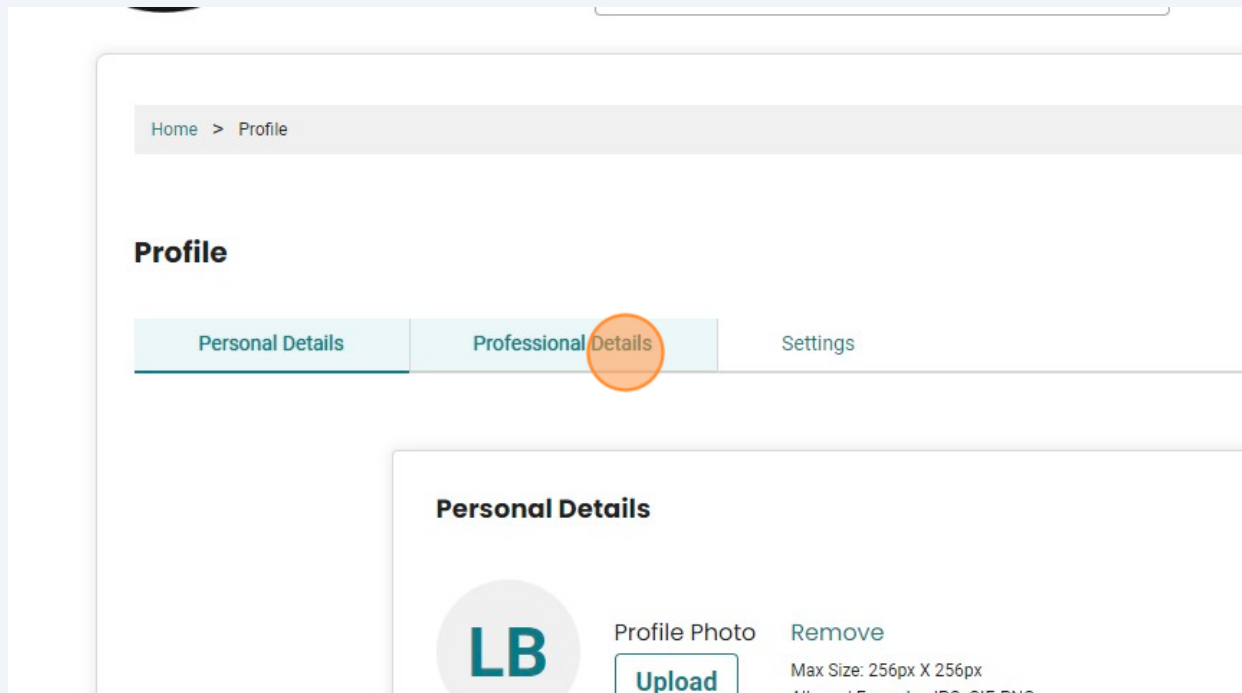 Home > Profile
Profile
Personal Details Professional Details Settings
Personal Details
LB
Profile Photo Remove
Upload
Max Size: 256px X 256px